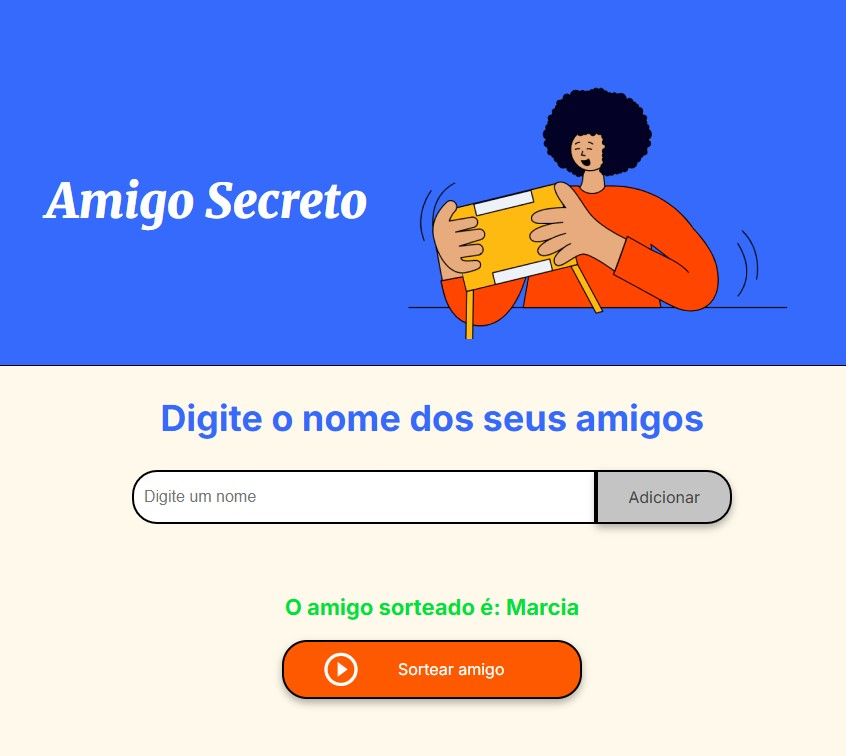 Amigo Secreto
Digite o nome dos seus amigos
Digite um nome
Adicionar
O amigo sorteado é: Marcia
Sortear amigo